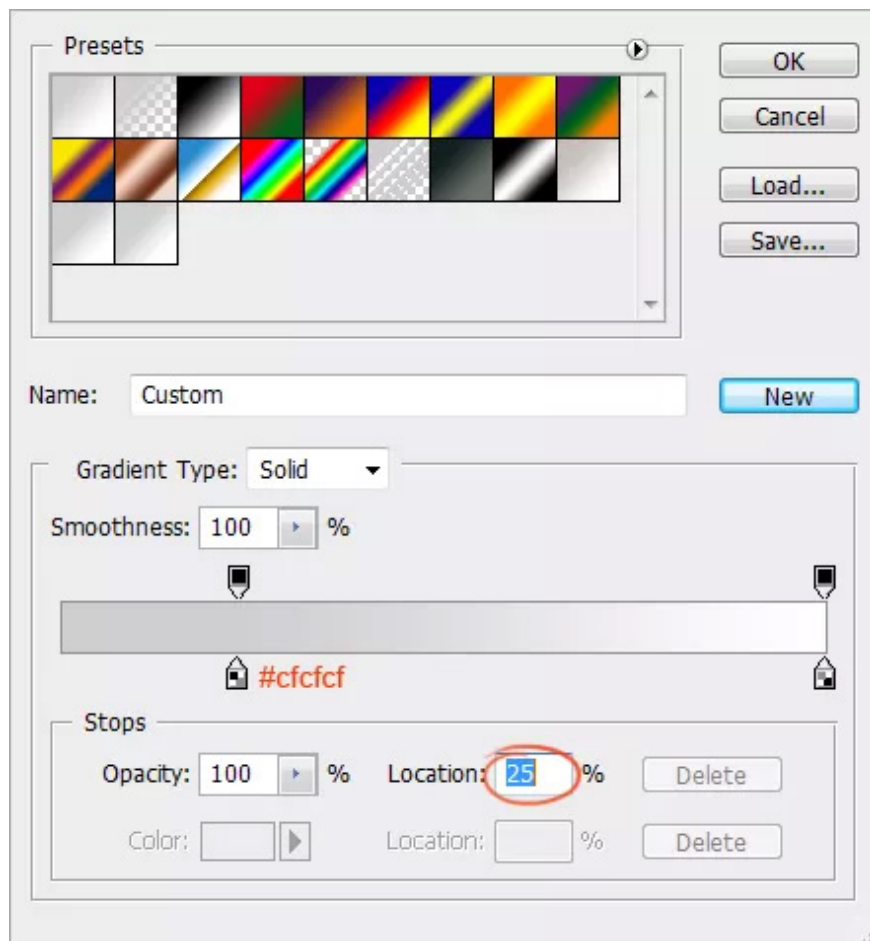 Presets
OK
Cancel
Load...
Save...
Name: Custom New
Gradient Type: Solid
Smoothness: 100 %
#cfcfcf
Stops
Opacity: 100 % Location: 25 % Delete
Color: Location: % Delete